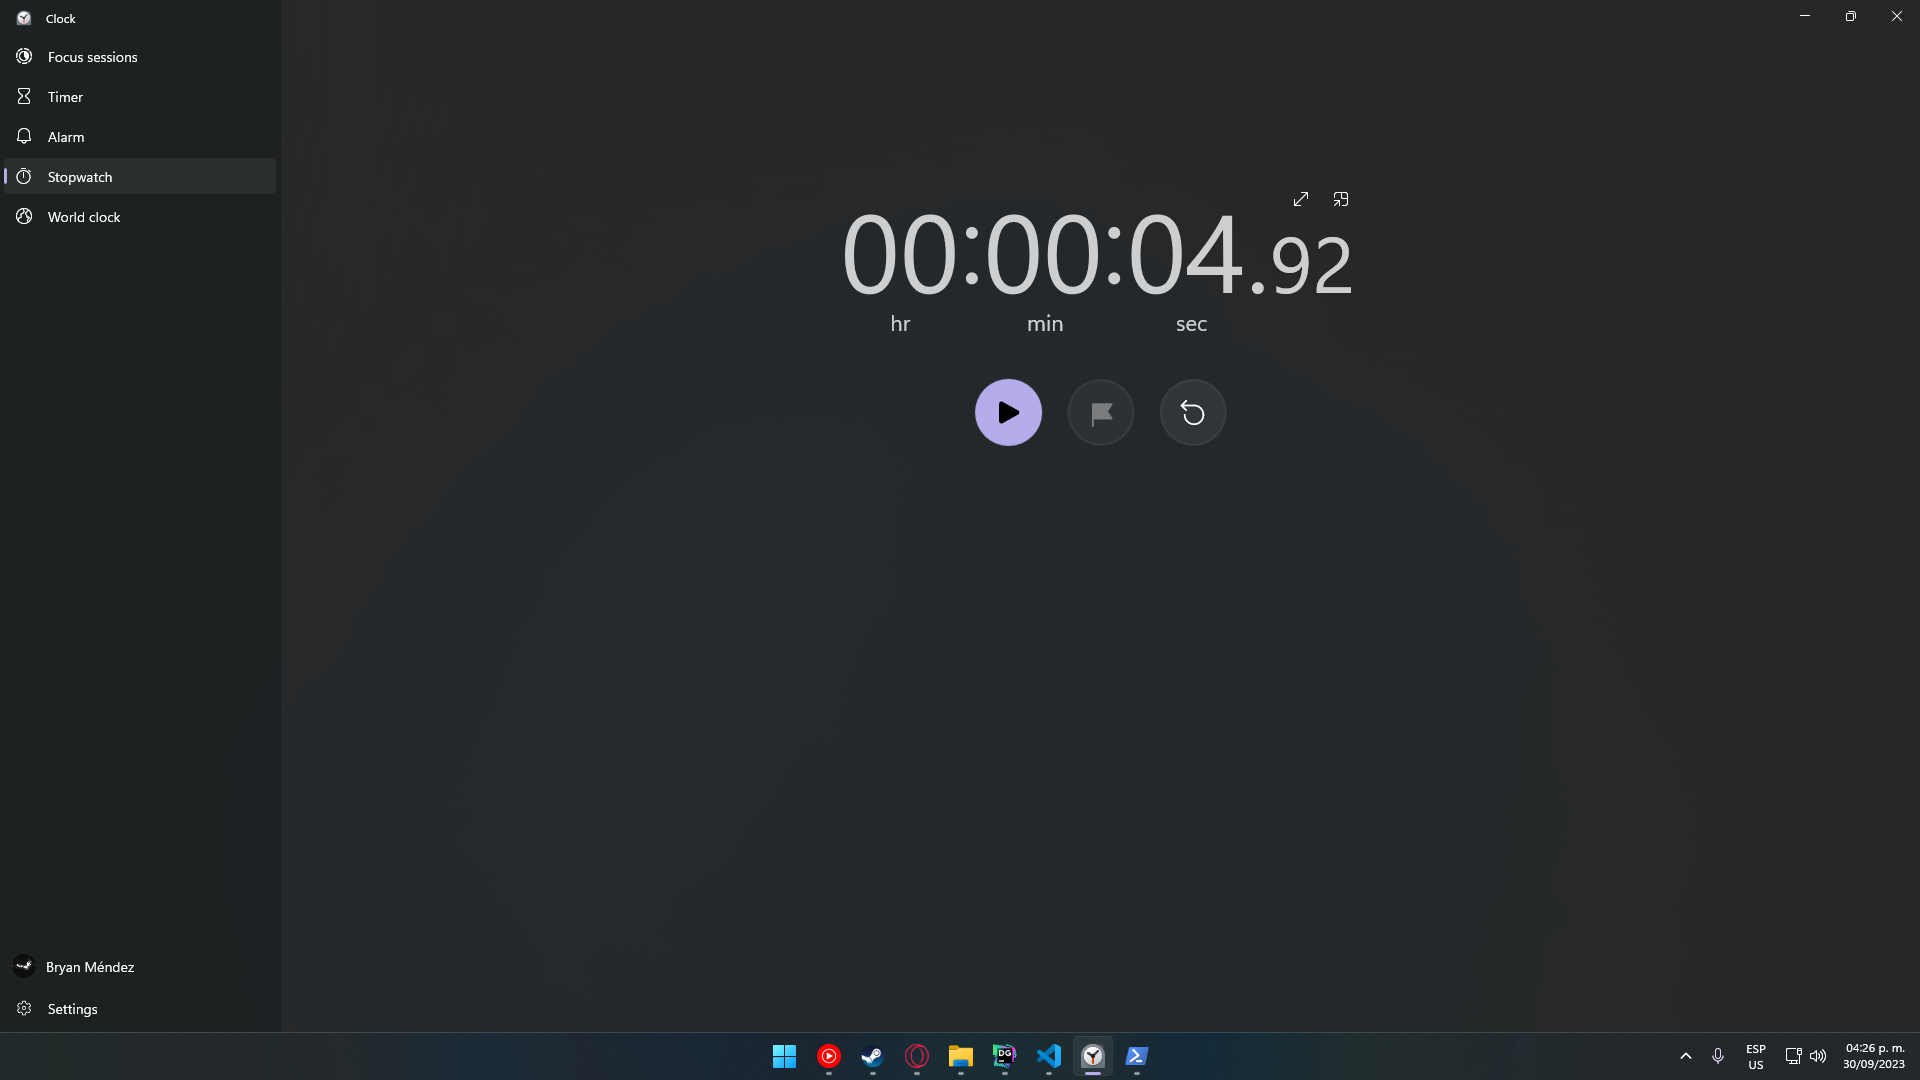 Clock
Focus sessions
Timer
Alarm
Stopwatch
World clock
00:00:04.92
hr min sec
Bryan Méndez
Settings
DG
ESP
US
04:26 p. m.
30/09/2023